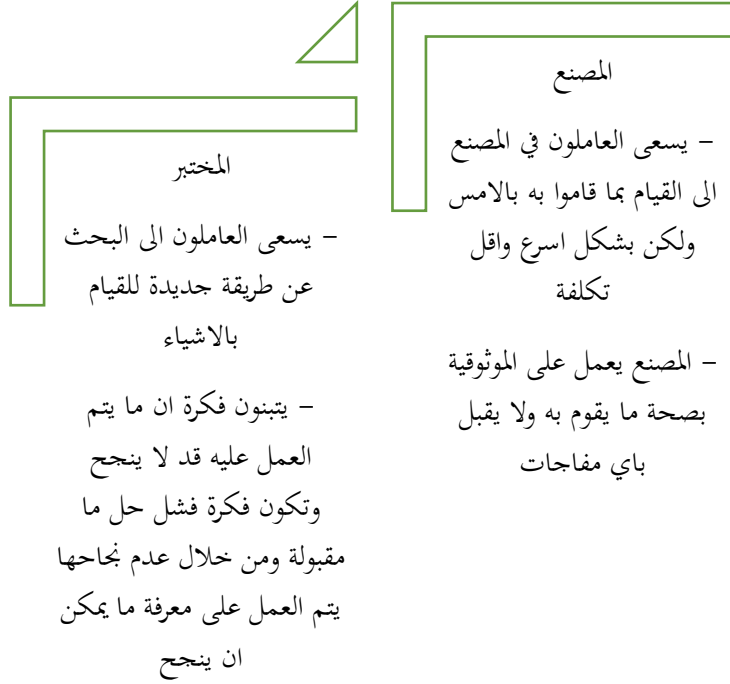 المصنع
– يسعى العاملون في المصنع
الى القيام بما قاموا به بالامس
ولكن بشكل اسرع واقل
تكلفة
– المصنع يعمل على الموثوقية
بصحة ما يقوم به ولا يقبل
باي مفاجات
المختبر
– يسعى العاملون الى البحث
عن طريقة جديدة للقيام
بالاشياء
– يتبنون فكرة ان ما يتم
العمل عليه قد لا ينجح
وتكون فكرة فشل حل ما
مقبولة ومن خلال عدم نجاحها
يتم العمل على معرفة ما يمكن
ان ينجح